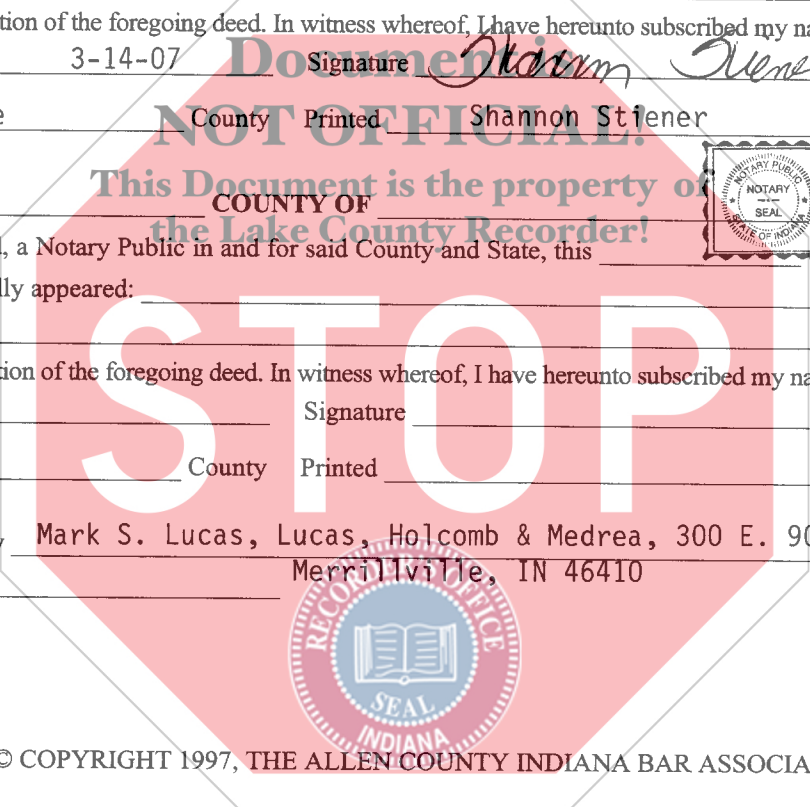 tion of the foregoing deed. In witness whereof, I have hereunto subscribed my na
3-14-07 Signature Shannon Stiener
e County Printed Shannon Stiener
Document is
NOT OFFICIAL!
This Document is the property of
the Lake County Recorder!
COUNTY OF
NOTARY PUBLIC
NOTARY
SEAL
STATE OF INDIANA
, a Notary Public in and for said County and State, this
lly appeared:
STOP
tion of the foregoing deed. In witness whereof, I have hereunto subscribed my na
Signature
County Printed
, Mark S. Lucas, Lucas, Holcomb & Medrea, 300 E. 90
Merrillville, IN 46410
RECORDER'S OFFICE
SEAL
INDIANA
© COPYRIGHT 1997, THE ALLEN COUNTY INDIANA BAR ASSOCIA